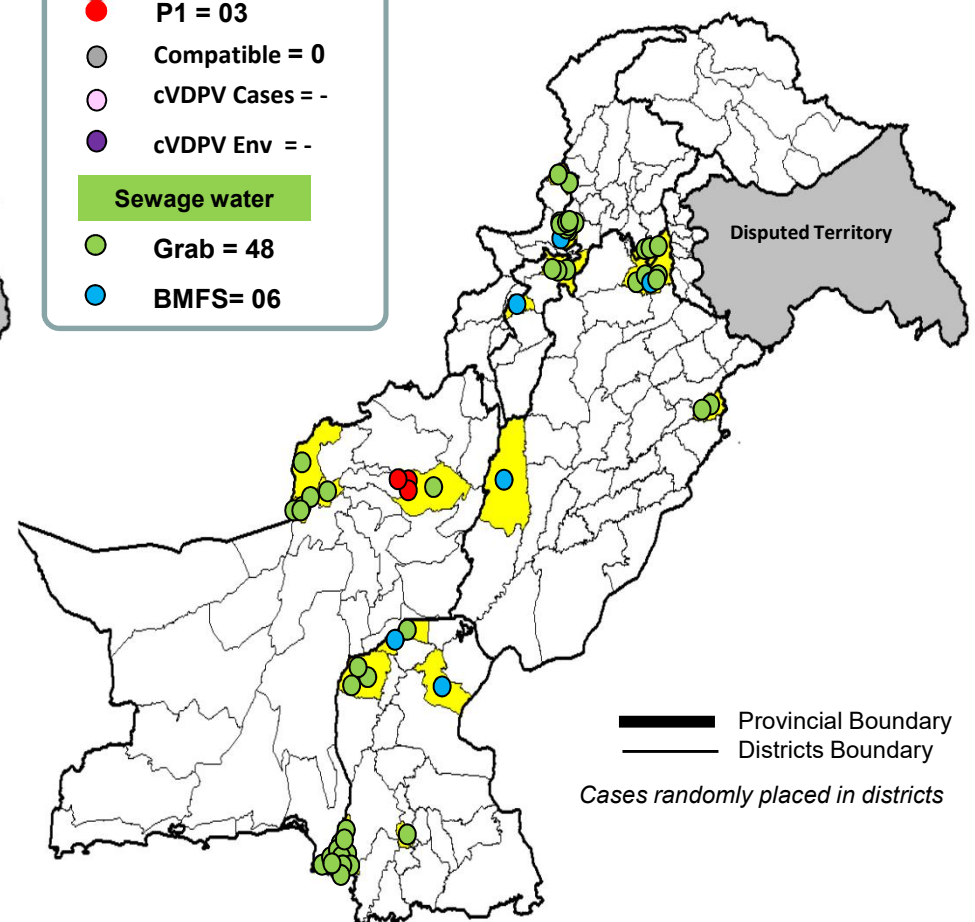 P1 = 03
Compatible = 0
cVDPV Cases = -
cVDPV Env = -
Sewage water
Grab = 48
BMFS= 06
Disputed Territory
Provincial Boundary
Districts Boundary
Cases randomly placed in districts